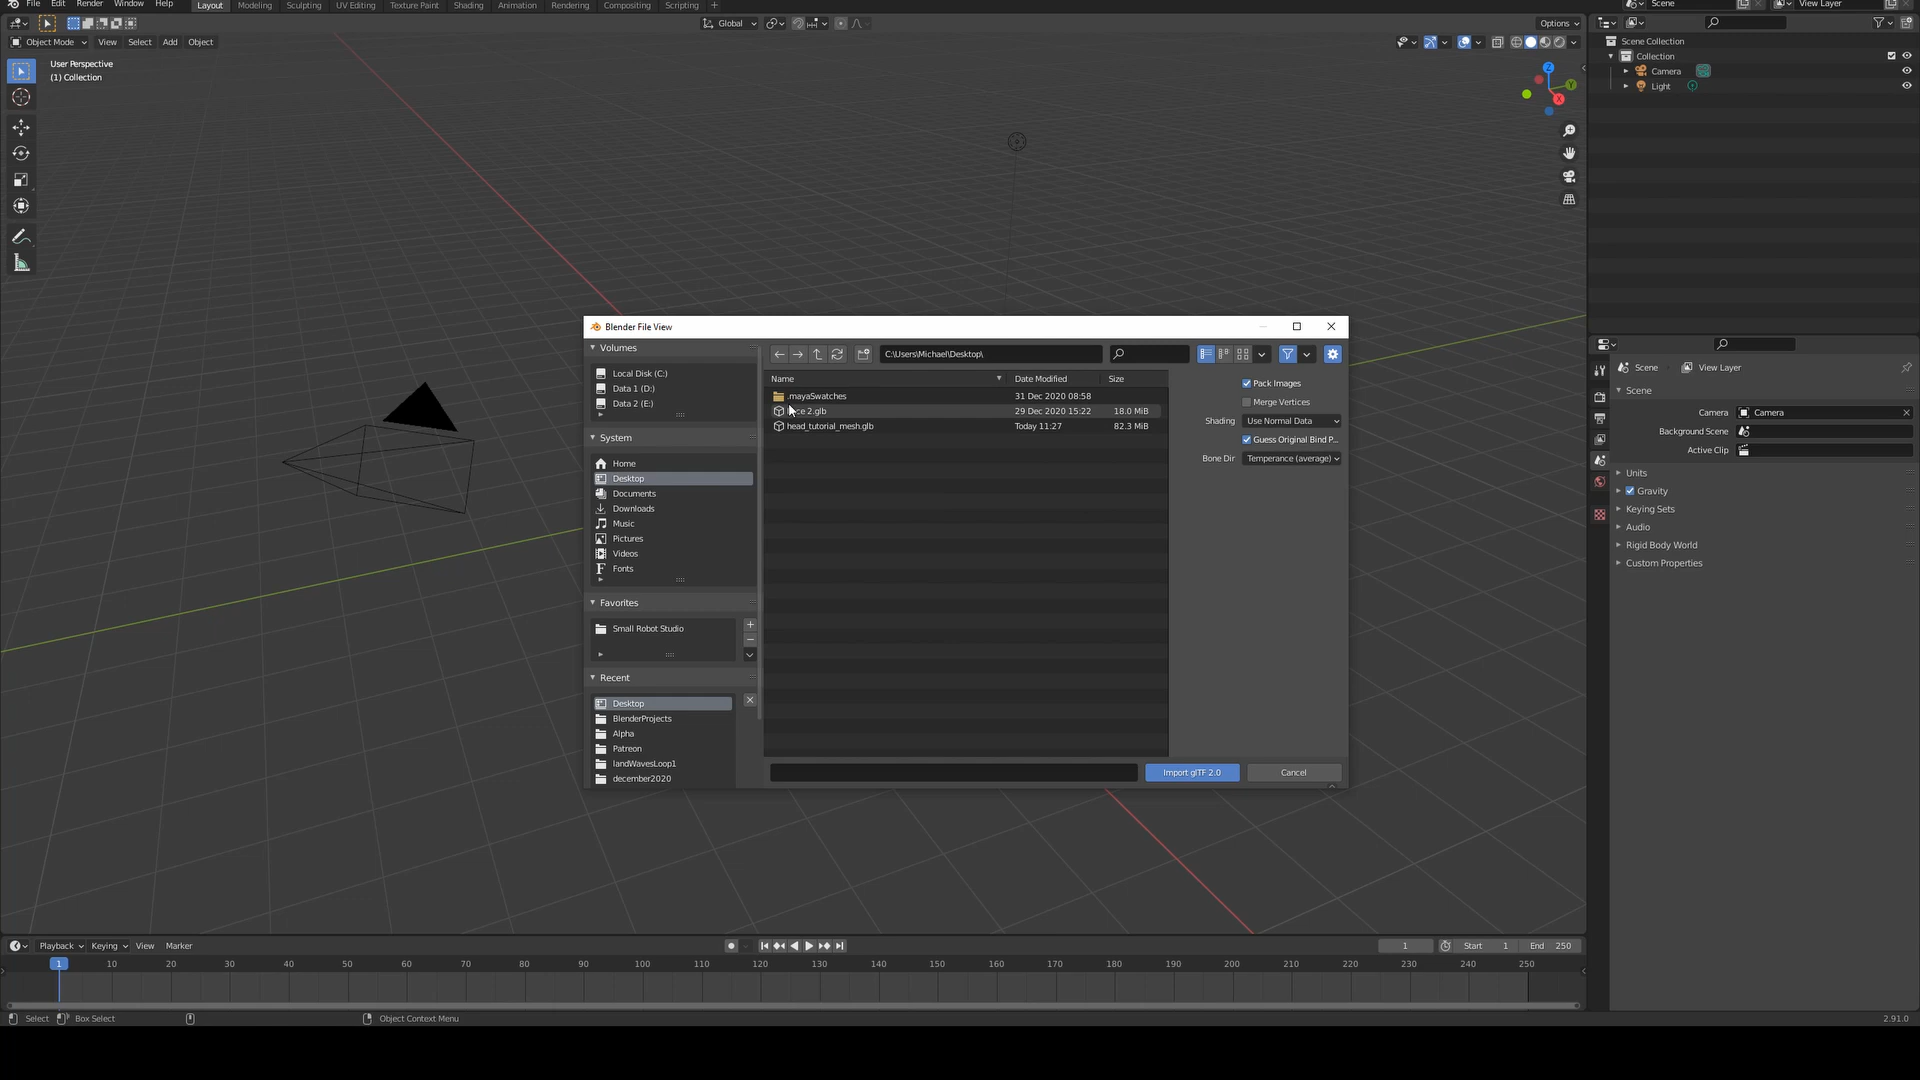 File Edit Render Window Help Layout Modeling Sculpting UV Editing Texture Paint Shading Animation Rendering Compositing Scripting + Scene View Layer
Global Options
Object Mode View Select Add Object
User Perspective
(1) Collection
Z
Y
X
Scene Collection
Collection
Camera
Light
Blender File View
Volumes
Local Disk (C:)
Data 1 (D:)
Data 2 (E:)
System
Home
Desktop
Documents
Downloads
Music
Pictures
Videos
Fonts
Favorites
Small Robot Studio
Recent
Desktop
BlenderProjects
Alpha
Patreon
landWavesLoop1
december2020
C:\Users\Michael\Desktop\
Name Date Modified Size
.mayaSwatches 31 Dec 2020 08:58
2.glb 29 Dec 2020 15:22 18.0 MiB
head_tutorial_mesh.glb Today 11:27 82.3 MiB
Pack Images
Merge Vertices
Shading Use Normal Data
Guess Original Bind P...
Bone Dir Temperance (average)
Import glTF 2.0 Cancel
Scene View Layer
Scene
Camera Camera
Background Scene
Active Clip
Units
Gravity
Keying Sets
Audio
Rigid Body World
Custom Properties
Playback Keying View Marker 1 Start 1 End 250
1 10 20 30 40 50 60 70 80 90 100 110 120 130 140 150 160 170 180 190 200 210 220 230 240 250
Select Box Select Object Context Menu 2.91.0